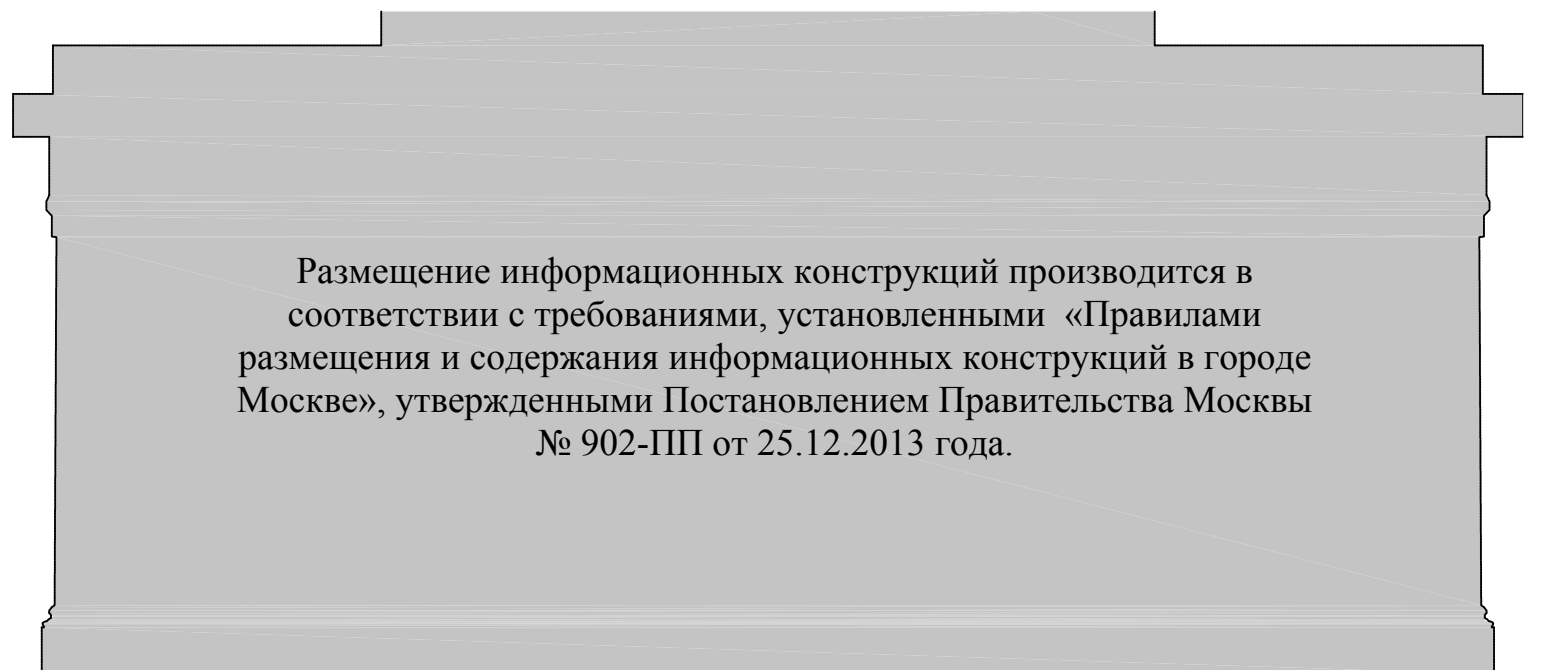 Размещение информационных конструкций производится в
соответствии с требованиями, установленными «Правилами
размещения и содержания информационных конструкций в городе
Москве», утвержденными Постановлением Правительства Москвы
№ 902-ПП от 25.12.2013 года.